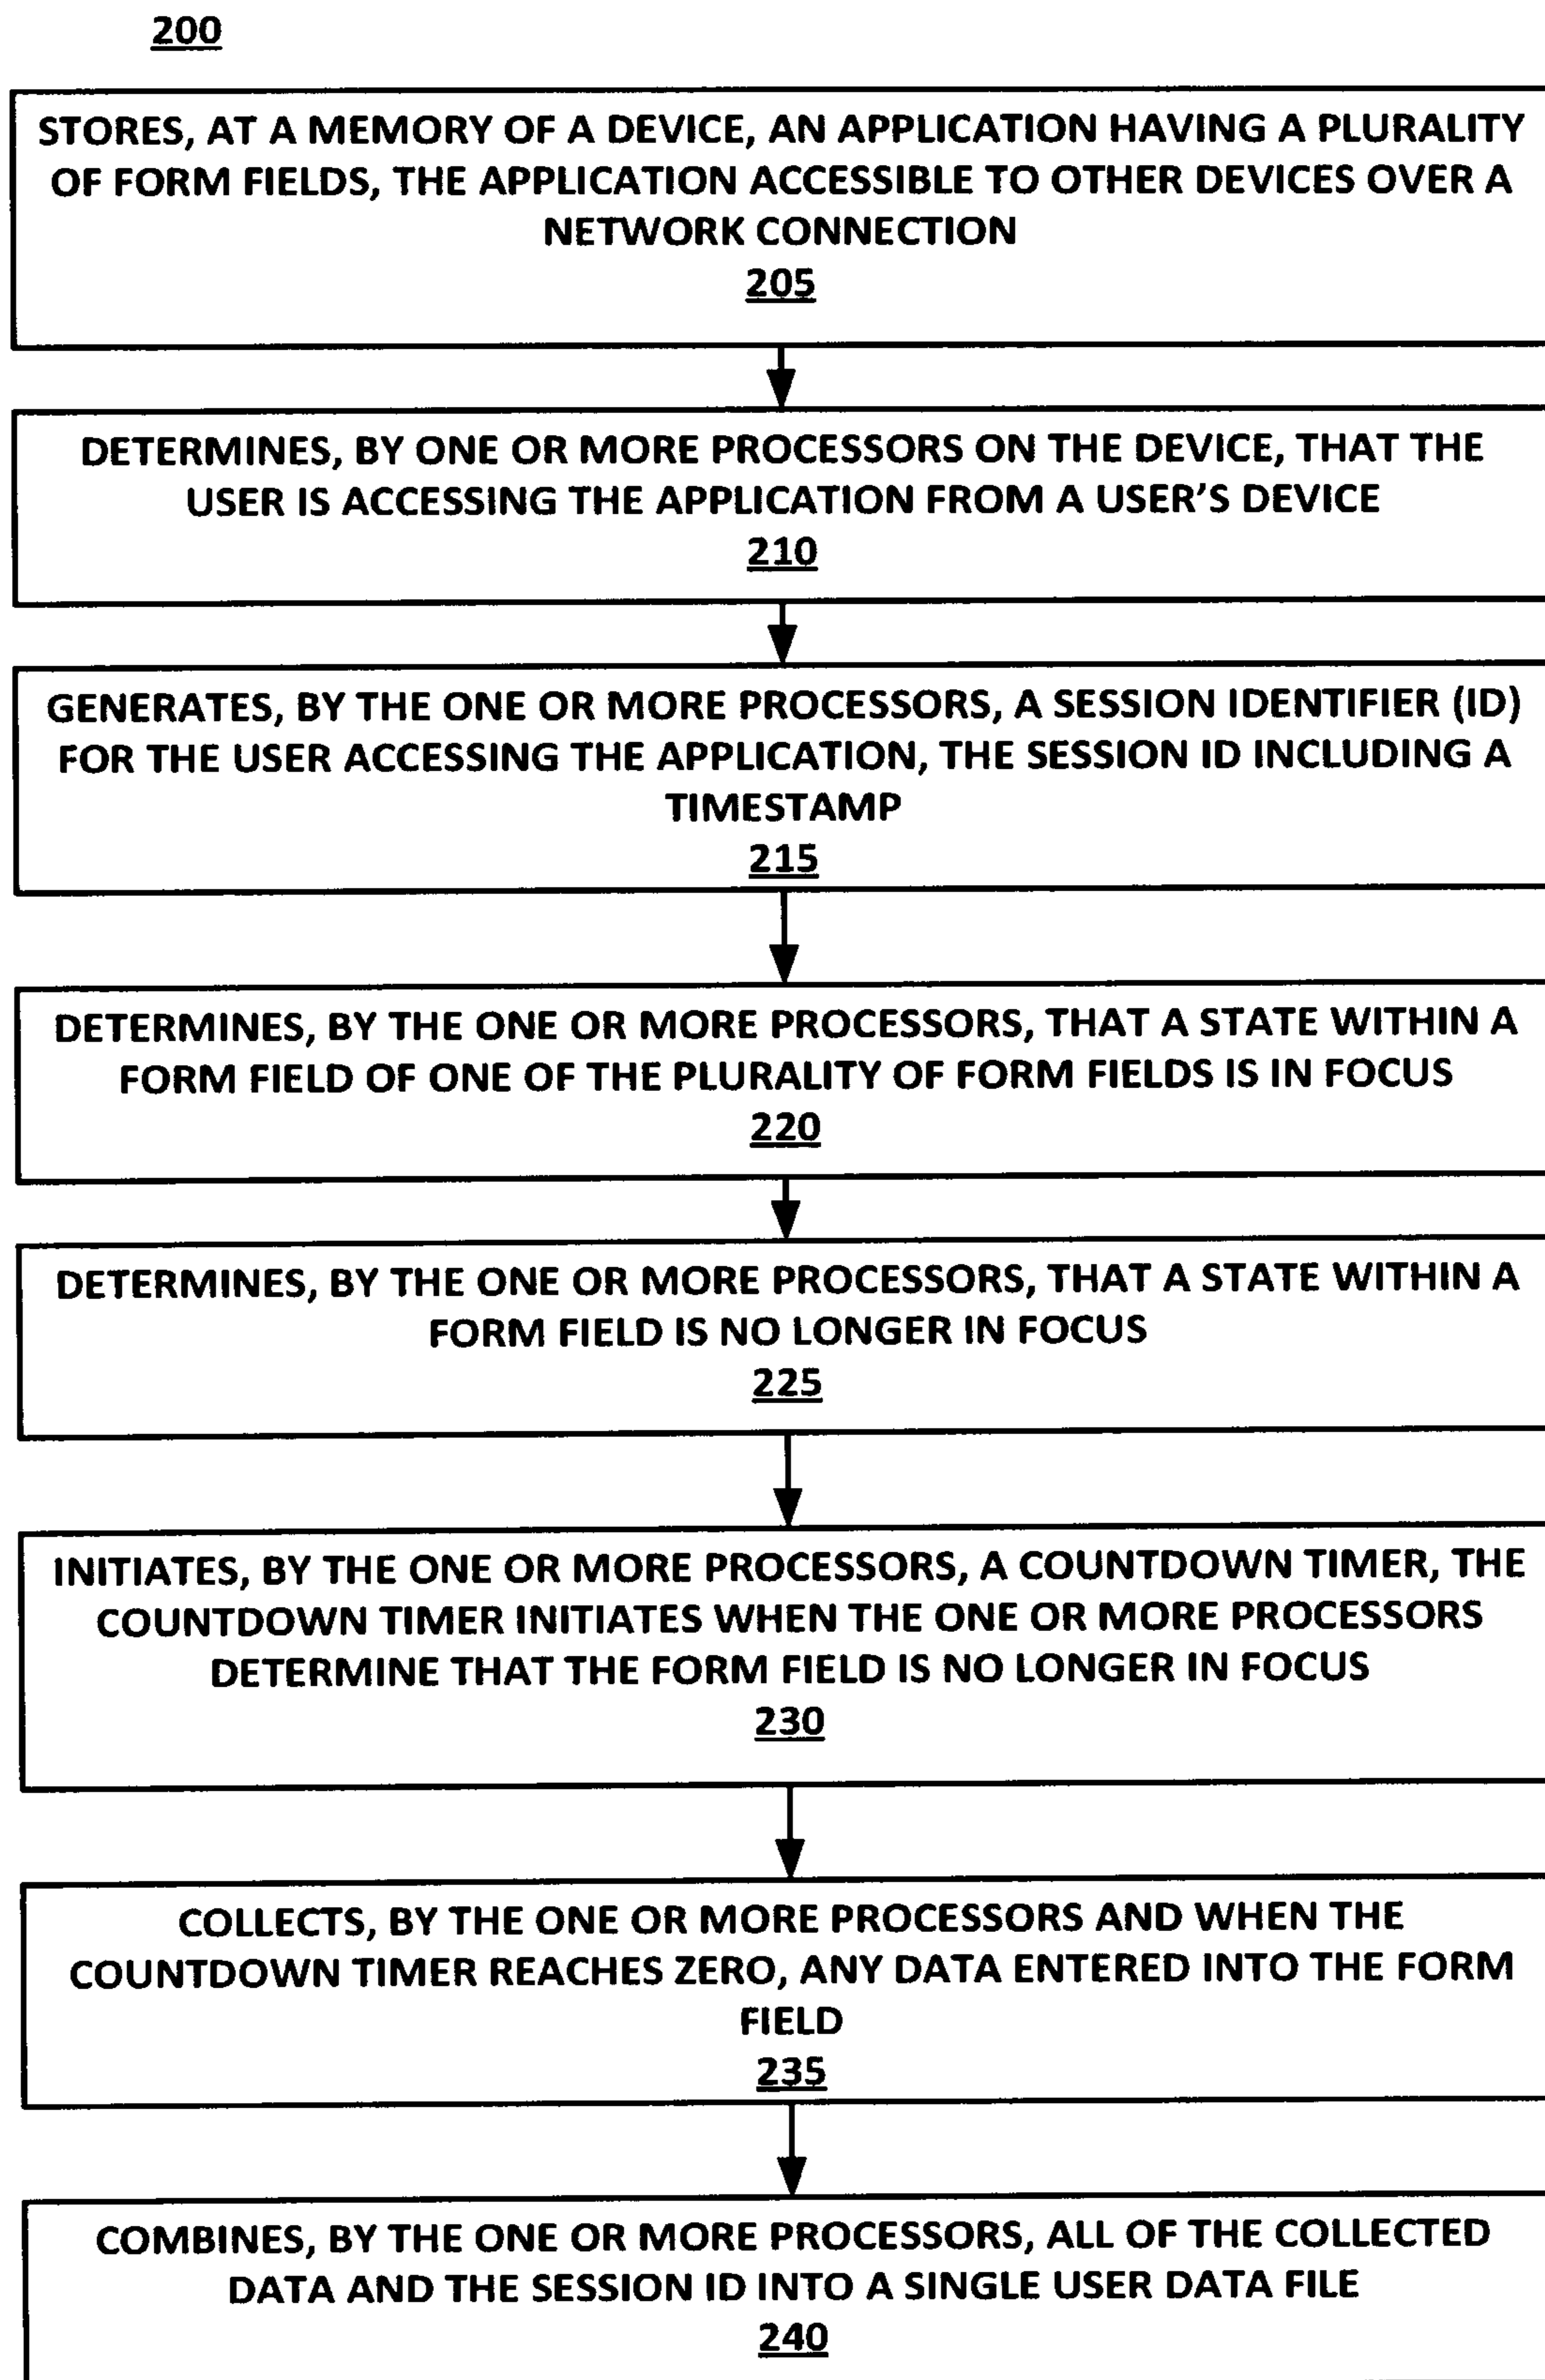 200
STORES, AT A MEMORY OF A DEVICE, AN APPLICATION HAVING A PLURALITY
OF FORM FIELDS, THE APPLICATION ACCESSIBLE TO OTHER DEVICES OVER A
NETWORK CONNECTION
205
DETERMINES, BY ONE OR MORE PROCESSORS ON THE DEVICE, THAT THE
USER IS ACCESSING THE APPLICATION FROM A USER'S DEVICE
210
GENERATES, BY THE ONE OR MORE PROCESSORS, A SESSION IDENTIFIER (ID)
FOR THE USER ACCESSING THE APPLICATION, THE SESSION ID INCLUDING A
TIMESTAMP
215
DETERMINES, BY THE ONE OR MORE PROCESSORS, THAT A STATE WITHIN A
FORM FIELD OF ONE OF THE PLURALITY OF FORM FIELDS IS IN FOCUS
220
DETERMINES, BY THE ONE OR MORE PROCESSORS, THAT A STATE WITHIN A
FORM FIELD IS NO LONGER IN FOCUS
225
INITIATES, BY THE ONE OR MORE PROCESSORS, A COUNTDOWN TIMER, THE
COUNTDOWN TIMER INITIATES WHEN THE ONE OR MORE PROCESSORS
DETERMINE THAT THE FORM FIELD IS NO LONGER IN FOCUS
230
COLLECTS, BY THE ONE OR MORE PROCESSORS AND WHEN THE
COUNTDOWN TIMER REACHES ZERO, ANY DATA ENTERED INTO THE FORM
FIELD
235
COMBINES, BY THE ONE OR MORE PROCESSORS, ALL OF THE COLLECTED
DATA AND THE SESSION ID INTO A SINGLE USER DATA FILE
240